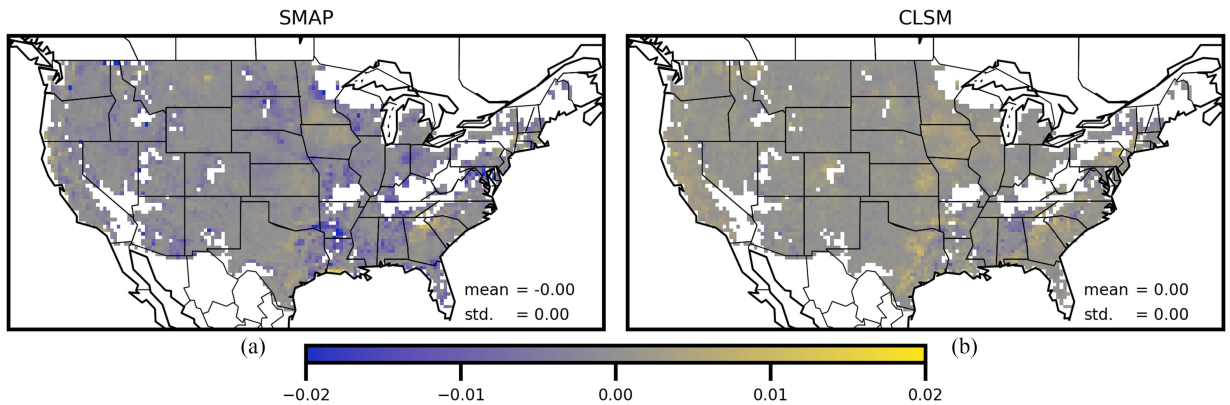 SMAP
CLSM
mean = -0.00
std. = 0.00
mean = 0.00
std. = 0.00
(a)
(b)
−0.02
−0.01
0.00
0.01
0.02